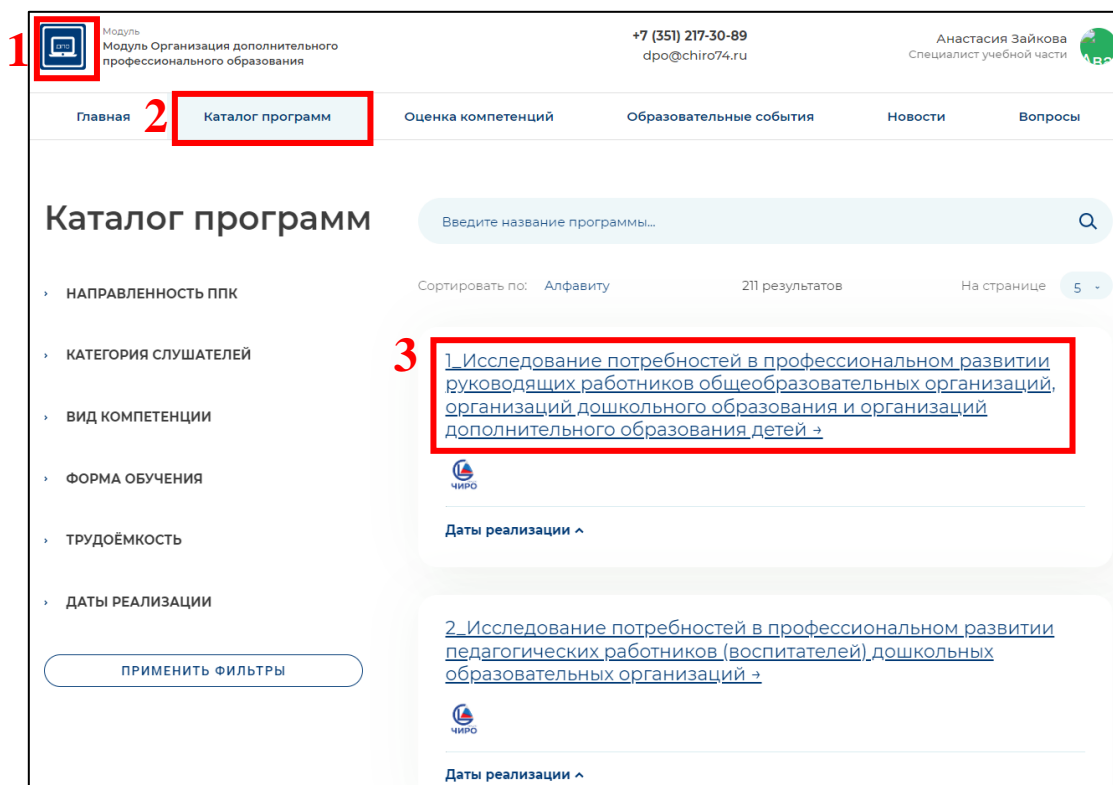 1
Модуль
Модуль Организация дополнительного
профессионального образования
+7 (351) 217-30-89
dpo@chiro74.ru
Анастасия Зайкова
Специалист учебной части
Ава
Главная
2
Каталог программ
Оценка компетенций
Образовательные события
Новости
Вопросы
Каталог программ
Введите название программы...
НАПРАВЛЕННОСТЬ ППК
КАТЕГОРИЯ СЛУШАТЕЛЕЙ
ВИД КОМПЕТЕНЦИИ
ФОРМА ОБУЧЕНИЯ
ТРУДОЁМКОСТЬ
ДАТЫ РЕАЛИЗАЦИИ
ПРИМЕНИТЬ ФИЛЬТРЫ
Сортировать по: Алфавиту
211 результатов
На странице 5
3
1_Исследование потребностей в профессиональном развитии
руководящих работников общеобразовательных организаций,
организаций дошкольного образования и организаций
дополнительного образования детей →
ЧИРО
Даты реализации
2_Исследование потребностей в профессиональном развитии
педагогических работников (воспитателей) дошкольных
образовательных организаций →
ЧИРО
Даты реализации